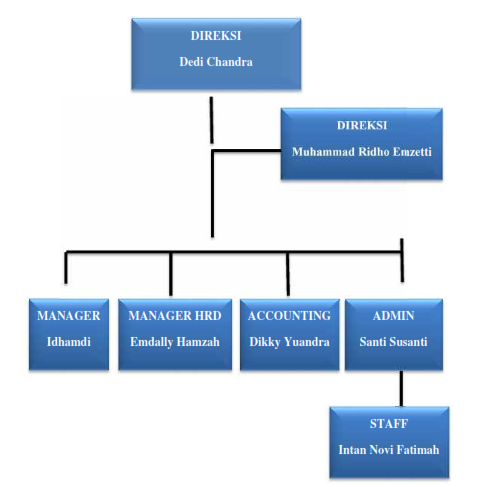 DIREKSI
Dedi Chandra
DIREKSI
Muhammad Ridho Emzetti
MANAGER
Idhamdi
MANAGER HRD
Emdally Hamzah
ACCOUNTING
Dikky Yuandra
ADMIN
Santi Susanti
STAFF
Intan Novi Fatimah